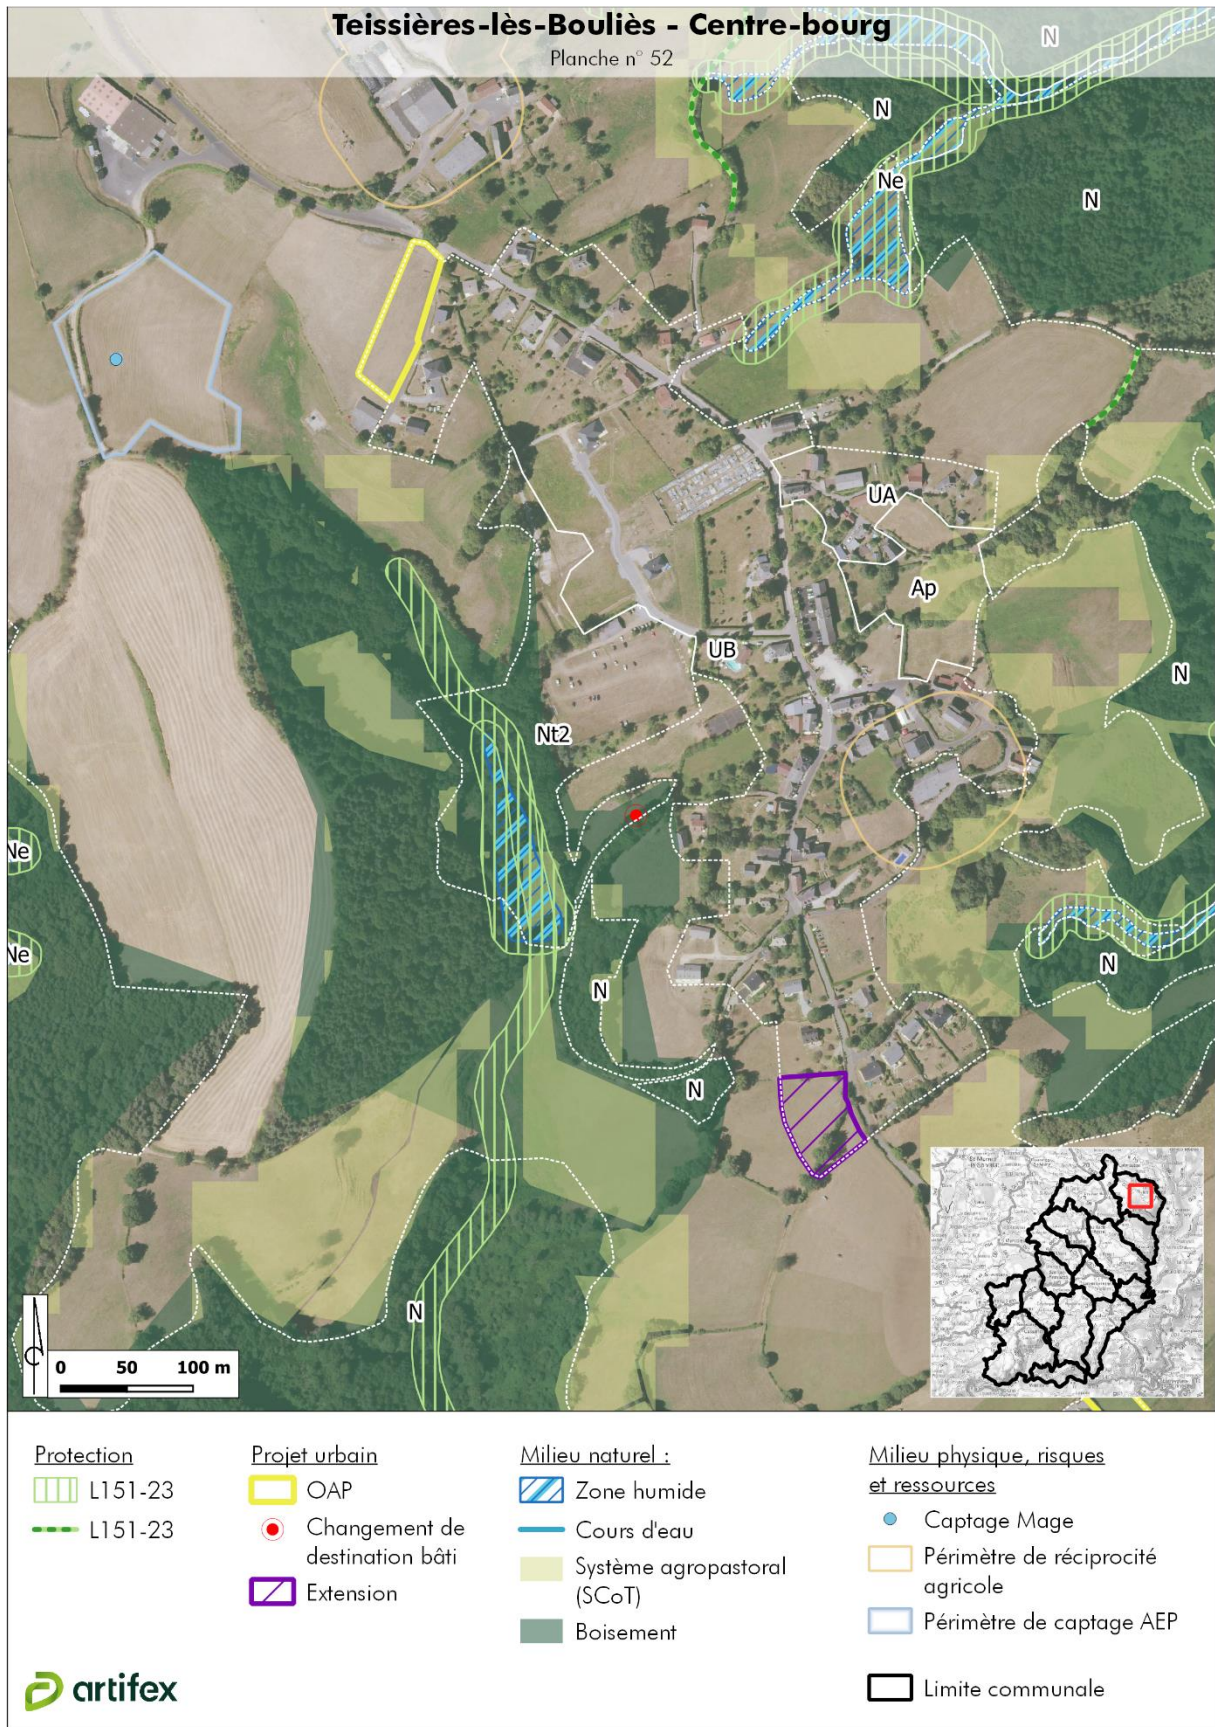 Teissières-lès-Bouliès - Centre-bourg
Planche n° 52
N
N
Ne
N
UA
Ap
UB
N
Nt2
Ne
Ne
N
N
N
N
0 50 100 m
Protection
L151-23
L151-23
Projet urbain
OAP
Changement de
destination bâti
Extension
Milieu naturel :
Zone humide
Cours d'eau
Système agropastoral
(SCoT)
Boisement
Milieu physique, risques
et ressources
Captage Mage
Périmètre de réciprocité
agricole
Périmètre de captage AEP
Limite communale
artifex